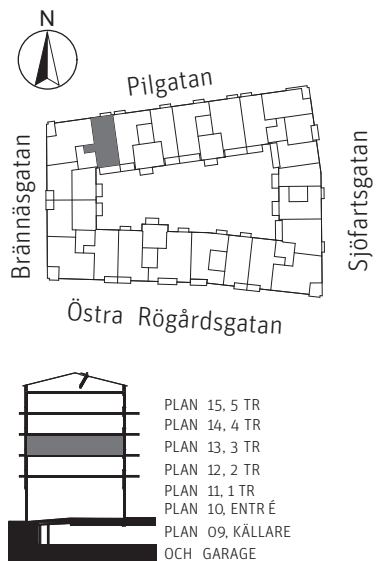 N
Pilgatan
Brännäsgatan
Sjöfartsgatan
Östra Rögårdsgatan
PLAN 15, 5 TR
PLAN 14, 4 TR
PLAN 13, 3 TR
PLAN 12, 2 TR
PLAN 11, 1 TR
PLAN 10, ENTRÉ
PLAN 09, KÄLLARE
OCH GARAGE